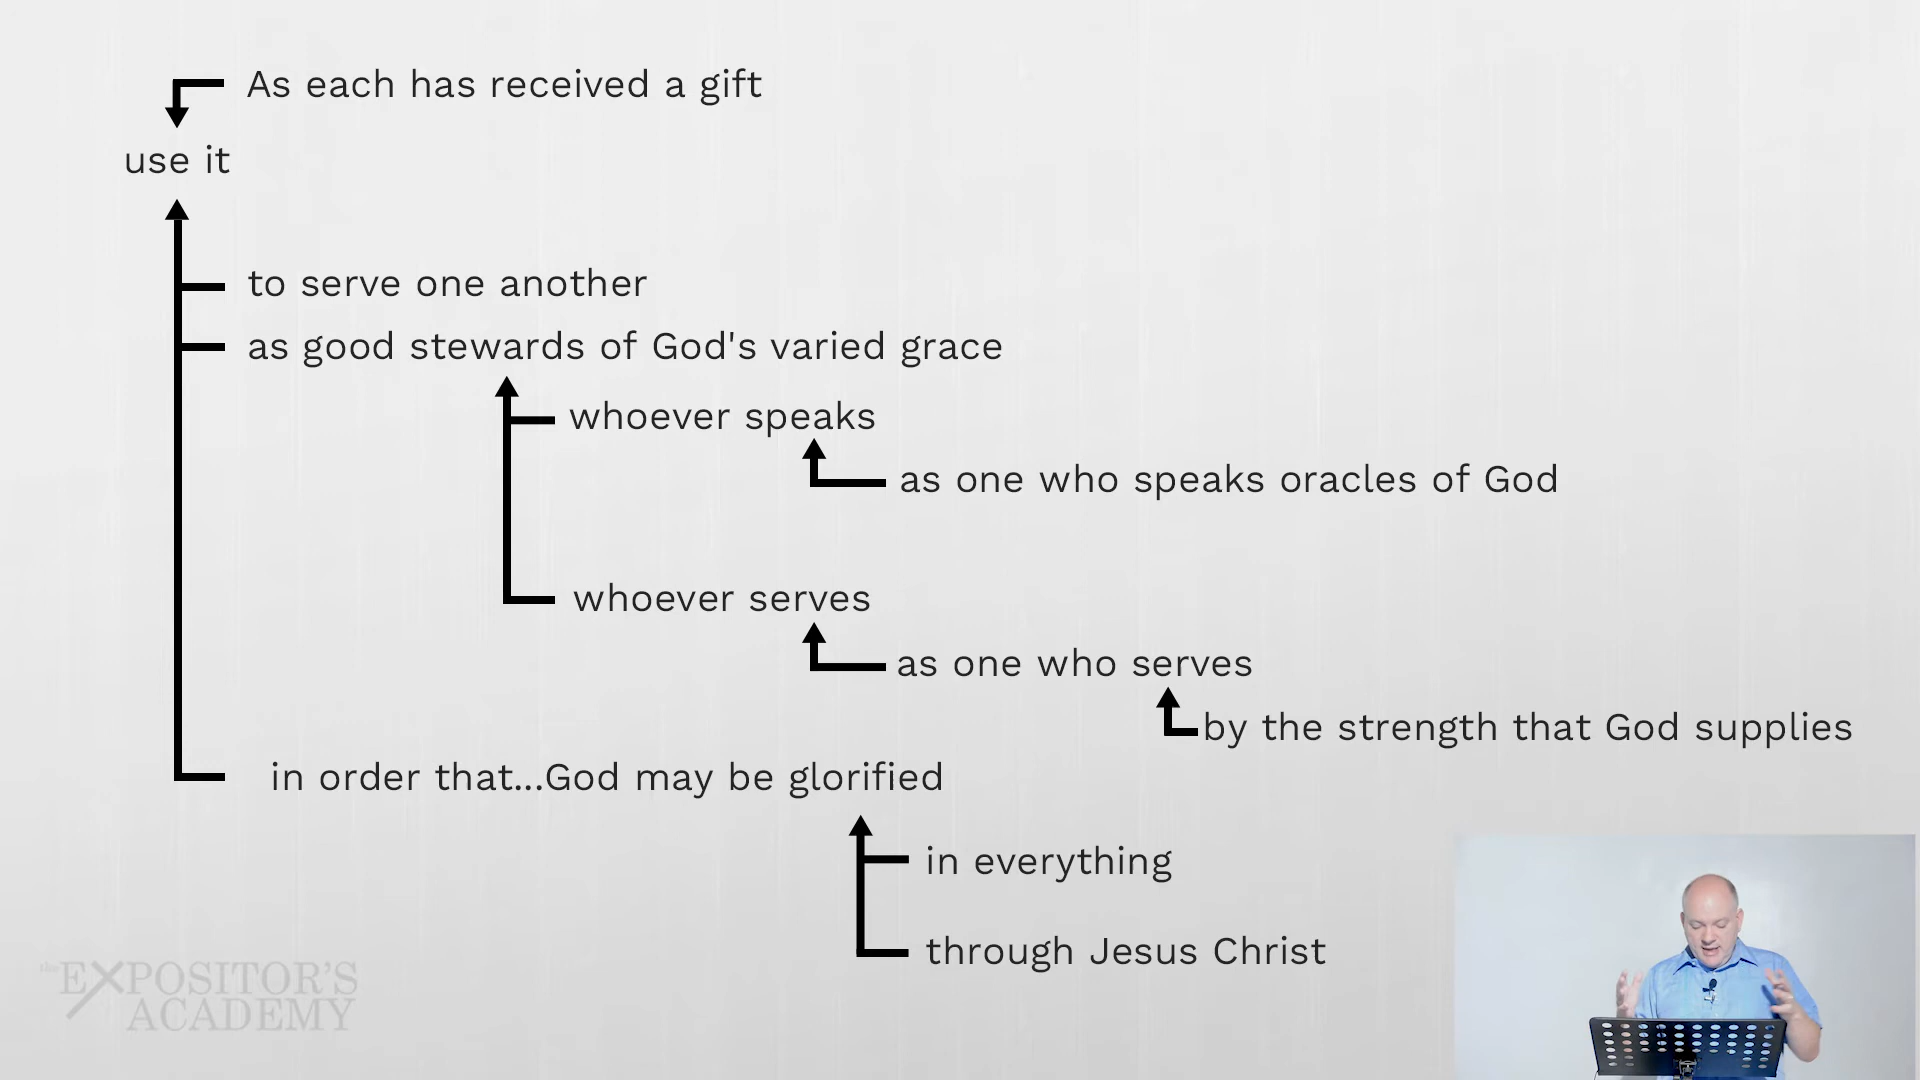 As each has received a gift
use it
to serve one another
as good stewards of God's varied grace
whoever speaks
as one who speaks oracles of God
whoever serves
as one who serves
by the strength that God supplies
in order that...God may be glorified
in everything
through Jesus Christ
the EXPOSITOR'S
ACADEMY